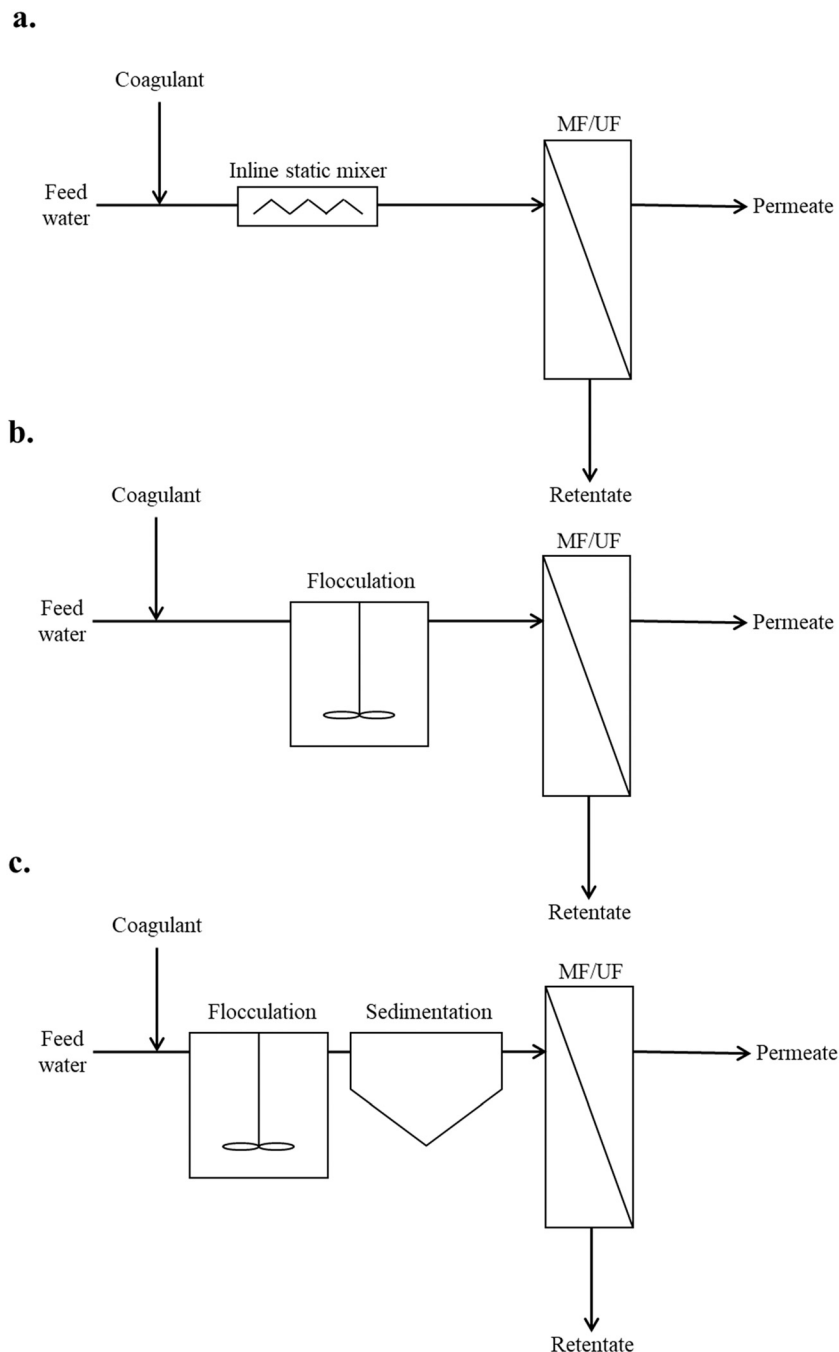 a.
Coagulant
MF/UF
Inline static mixer
Feed
water
Permeate
Retentate
b.
Coagulant
MF/UF
Flocculation
Feed
water
Permeate
Retentate
c.
Coagulant
MF/UF
Flocculation
Sedimentation
Feed
water
Permeate
Retentate